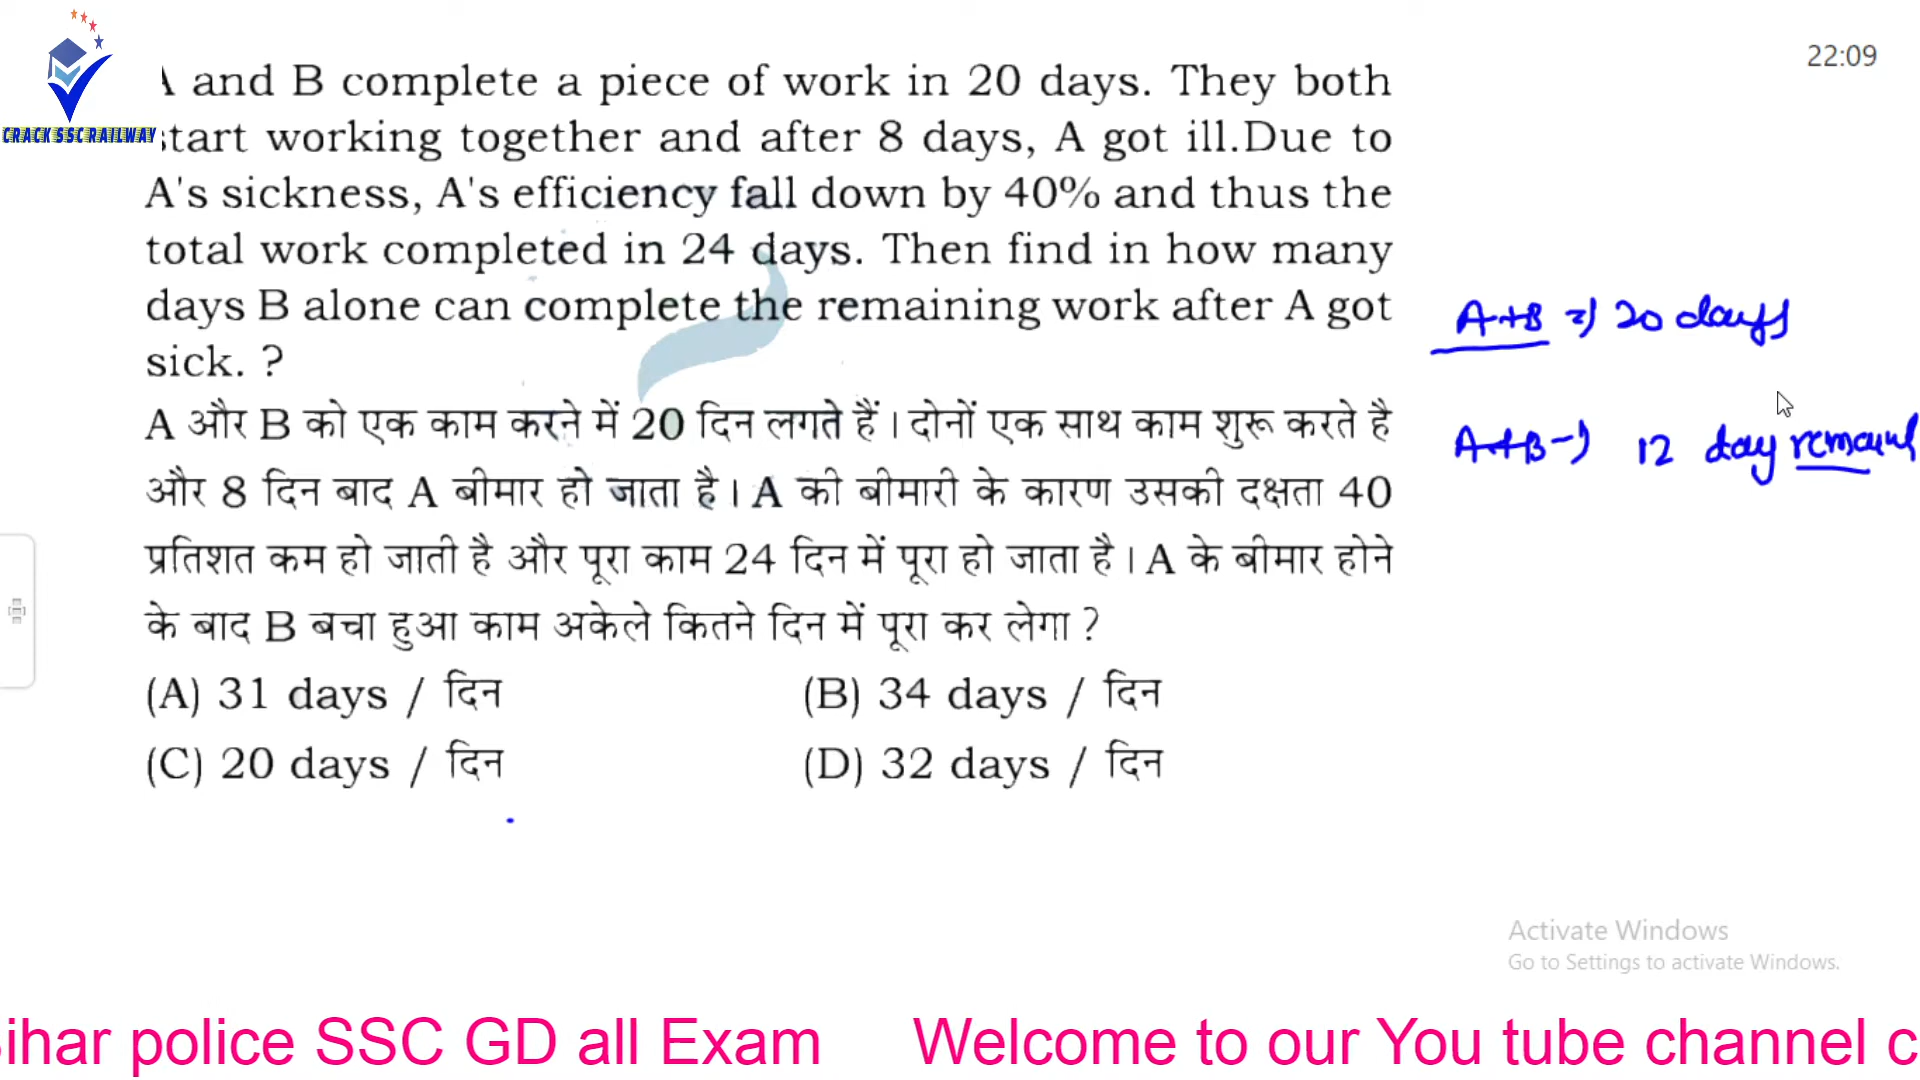 22:09
CRACK SSC RAILWAY
and B complete a piece of work in 20 days. They both
start working together and after 8 days, A got ill.Due to
A's sickness, A's efficiency fall down by 40% and thus the
total work completed in 24 days. Then find in how many
days B alone can complete the remaining work after A got
sick. ?
A+B => 20 days
A और B को एक काम करने में 20 दिन लगते हैं। दोनों एक साथ काम शुरू करते है
A+B -> 12 day
और 8 दिन बाद A बीमार हो जाता है। A की बीमारी के कारण उसकी दक्षता 40
प्रतिशत कम हो जाती है और पूरा काम 24 दिन में पूरा हो जाता है। A के बीमार होने
के बाद B बचा हुआ काम अकेले कितने दिन में पूरा कर लेगा ?
(A) 31 days / दिन
(B) 34 days / दिन
(C) 20 days / दिन
(D) 32 days / दिन
Activate Windows
Go to Settings to activate Windows.
ihar police SSC GD all Exam Welcome to our You tube channel c